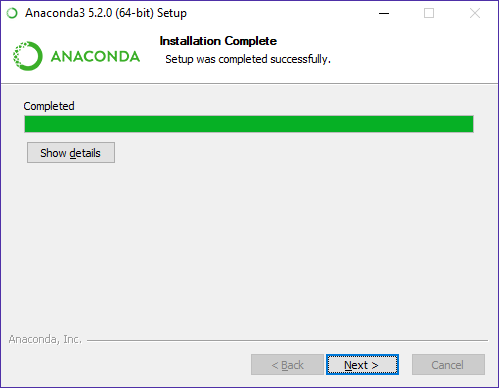 Anaconda3 5.2.0 (64-bit) Setup
ANACONDA
Installation Complete
Setup was completed successfully.
Completed
Show details
Anaconda, Inc.
< Back
Next >
Cancel